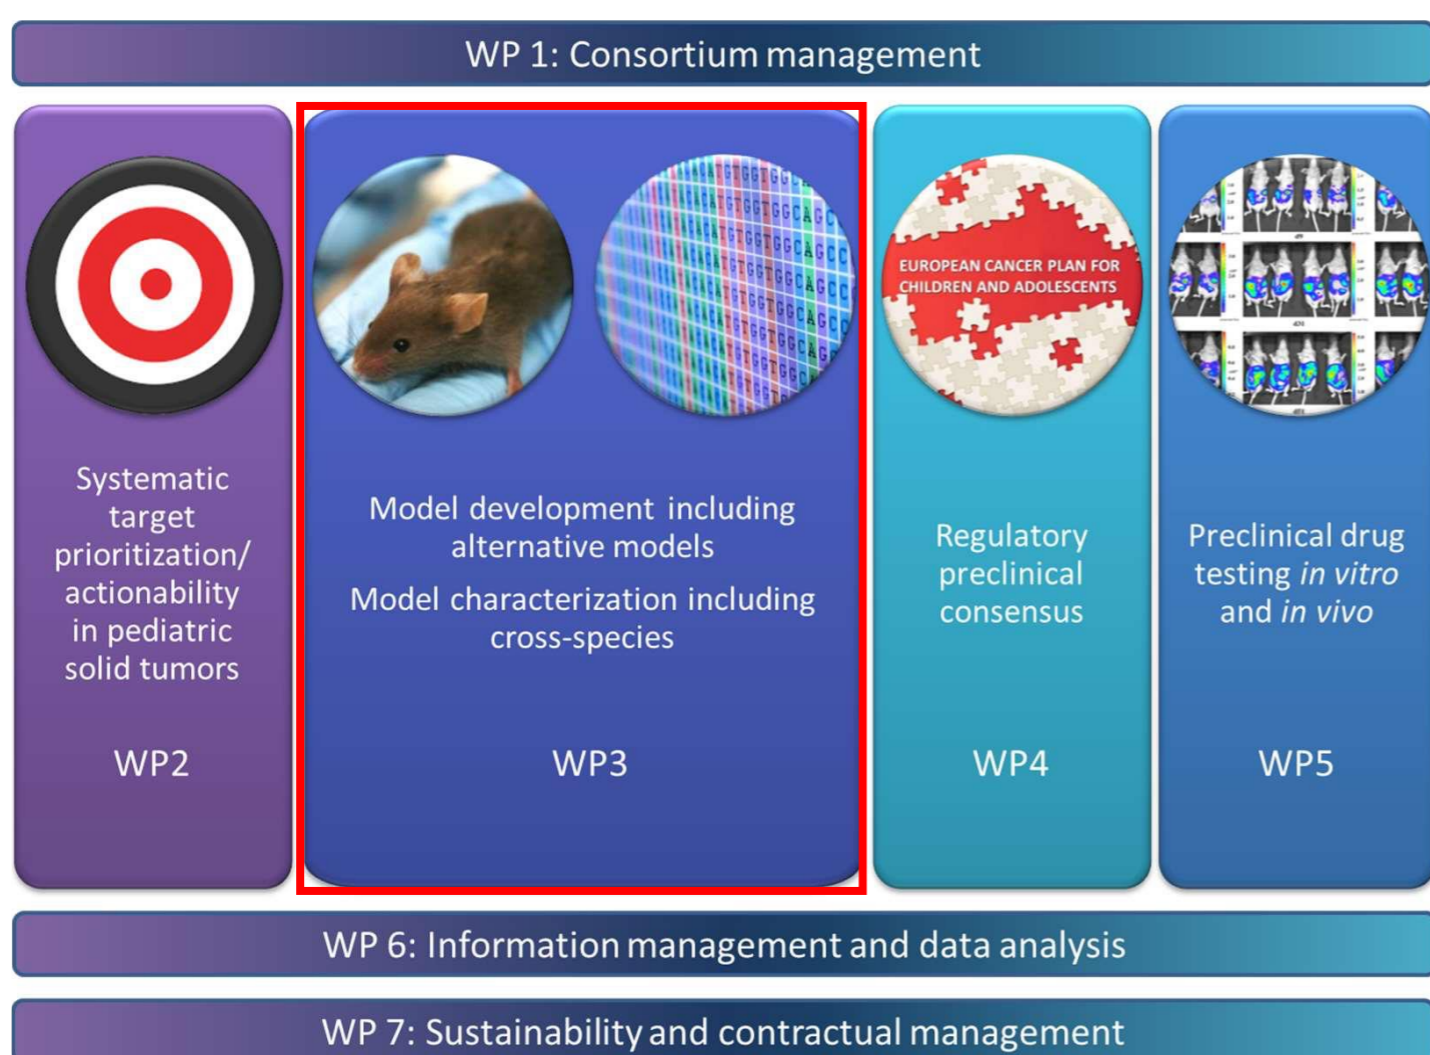 WP 1: Consortium management
Systematic
target
prioritization/
actionability
in pediatric
solid tumors
WP2
Model development including
alternative models
Model characterization including
cross-species
WP3
EUROPEAN CANCER PLAN FOR
CHILDREN AND ADOLESCENTS
Regulatory
preclinical
consensus
WP4
Preclinical drug
testing in vitro
and in vivo
WP5
WP 6: Information management and data analysis
WP 7: Sustainability and contractual management